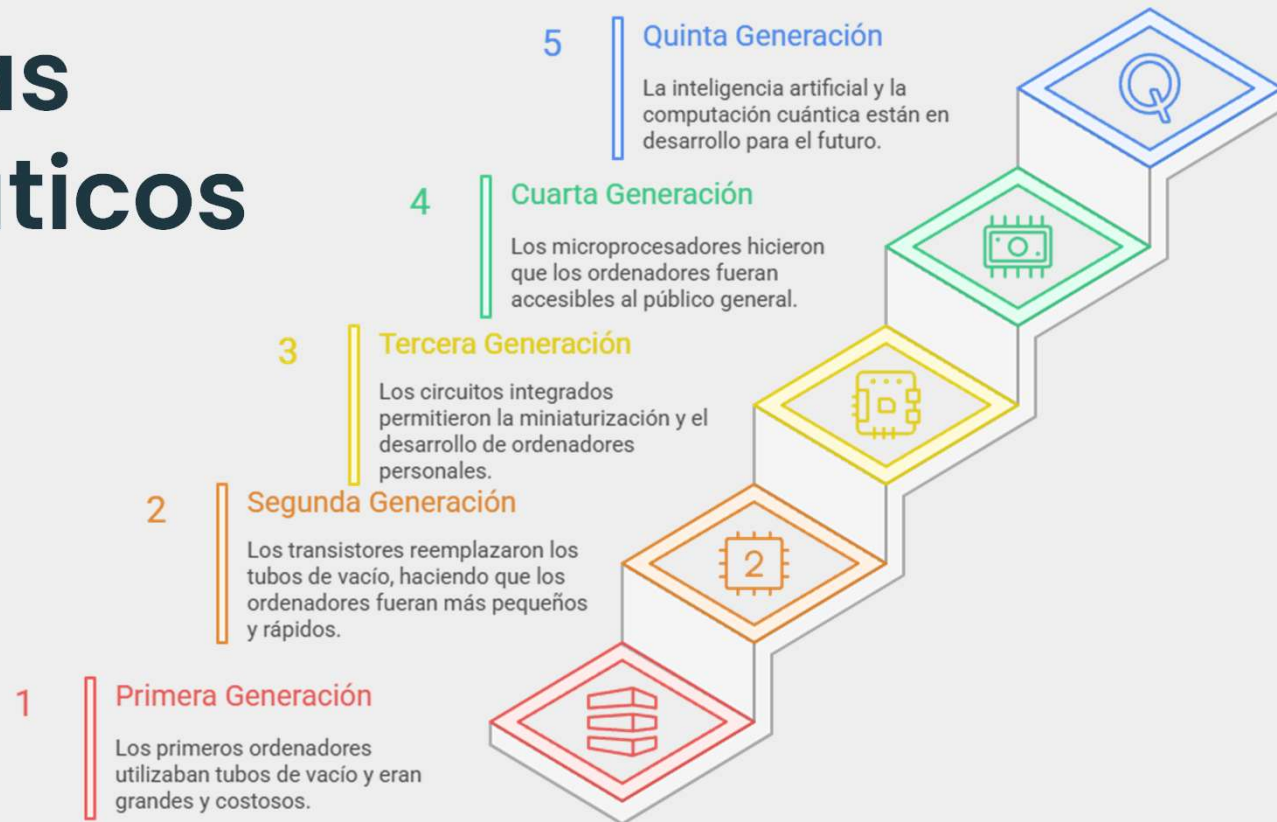 5
Quinta Generación
La inteligencia artificial y la
computación cuántica están en
desarrollo para el futuro.
4
Cuarta Generación
Los microprocesadores hicieron
que los ordenadores fueran
accesibles al público general.
3
Tercera Generación
Los circuitos integrados
permitieron la miniaturización y el
desarrollo de ordenadores
personales.
2
Segunda Generación
Los transistores reemplazaron los
tubos de vacío, haciendo que los
ordenadores fueran más pequeños
y rápidos.
1
Primera Generación
Los primeros ordenadores
utilizaban tubos de vacío y eran
grandes y costosos.
Q
2